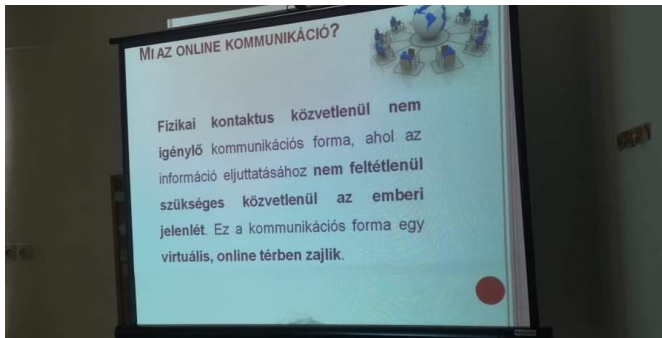 MI AZ ONLINE KOMMUNIKÁCIÓ?
Fizikai kontaktus közvetlenül nem
igénylő kommunikációs forma, ahol az
információ eljuttatásához nem feltétlenül
szükséges közvetlenül az emberi
jelenlét. Ez a kommunikációs forma egy
virtuális, online térben zajlik.